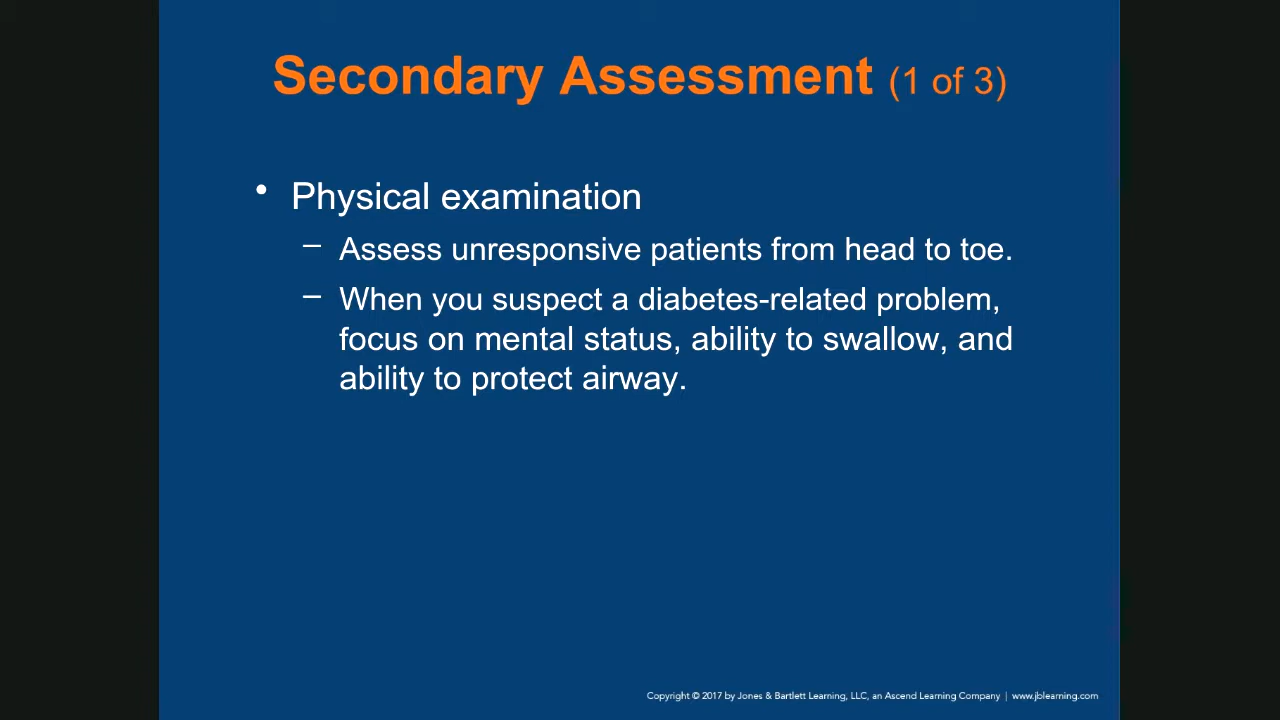 Secondary Assessment (1 of 3)
• Physical examination
– Assess unresponsive patients from head to toe.
– When you suspect a diabetes-related problem,
focus on mental status, ability to swallow, and
ability to protect airway.
Copyright © 2017 by Jones & Bartlett Learning, LLC, an Ascend Learning Company | www.jblearning.com